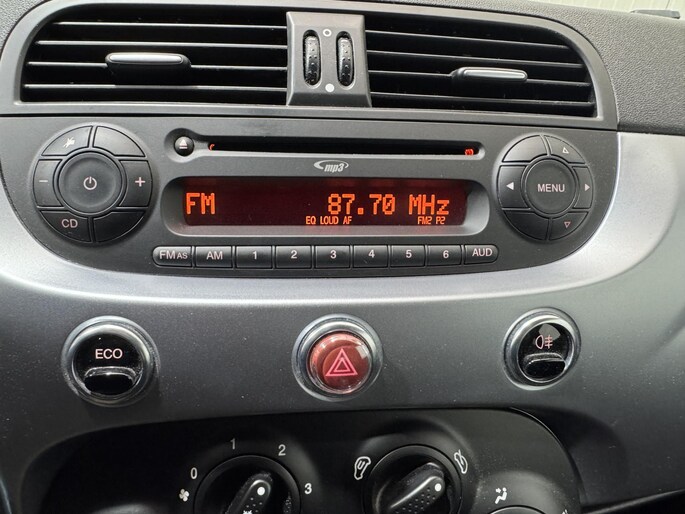 mp3
MENU
CD
FM 87.70 MHz
EQ LOUD AF FM2 P2
FM AS AM 1 2 3 4 5 6 AUD
ECO
0 1 2 3